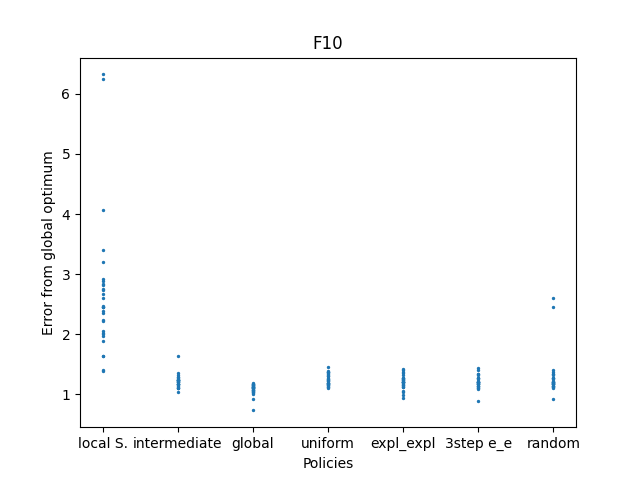 F10
Error from global optimum
6
5
4
3
2
1
local S. intermediate global uniform expl_expl 3step e_e random
Policies